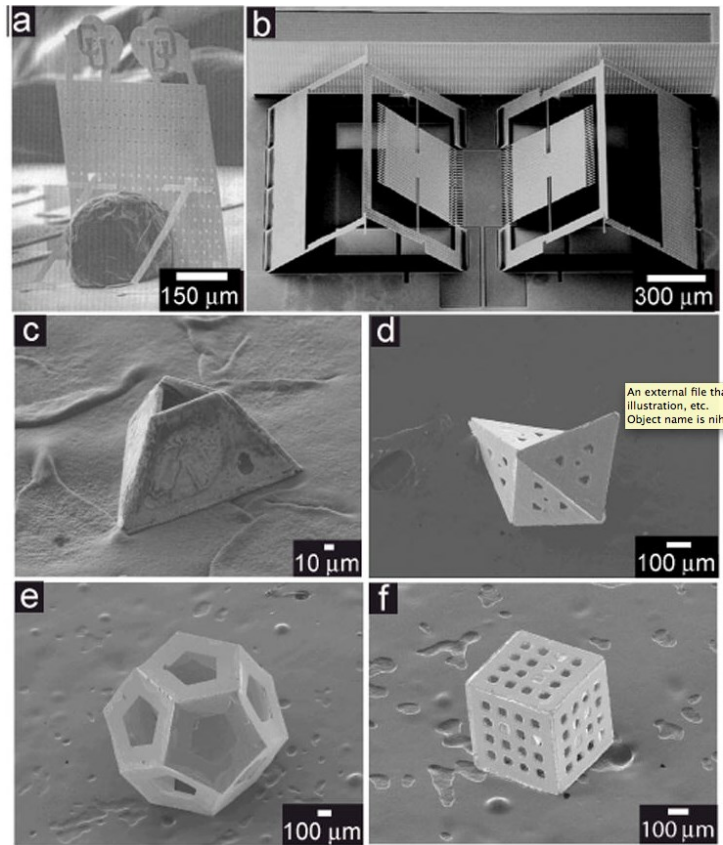 a
150 µm
b
300 µm
c
10 µm
d
100 µm
An external file tha
illustration, etc.
Object name is nih
e
100 µm
f
100 µm